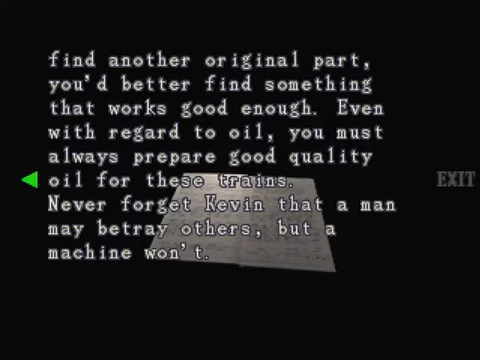 find another original part,
you'd better find something
that works good enough. Even
with regard to oil, you must
always prepare good quality
oil for these trains.
EXIT
Never forget Kevin that a man
may betray others, but a
machine won't.